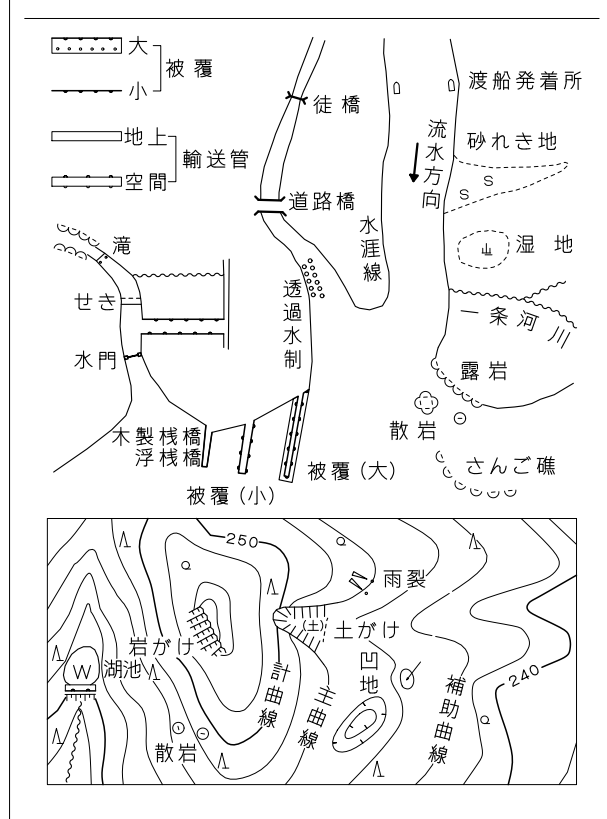 大
被覆
小
地上
輸送管
空間
徒橋
渡船発着所
流水方向
砂れき地
S S
道路橋
水涯線
湿地
滝
せき
透過水制
一条河川
水門
露岩
散岩
木製桟橋
浮桟橋
さんご礁
被覆(大)
被覆(小)
250
雨裂
(土)
土がけ
岩がけ
凹地
W
湖池
計曲線
主曲線
補助曲線
240
散岩